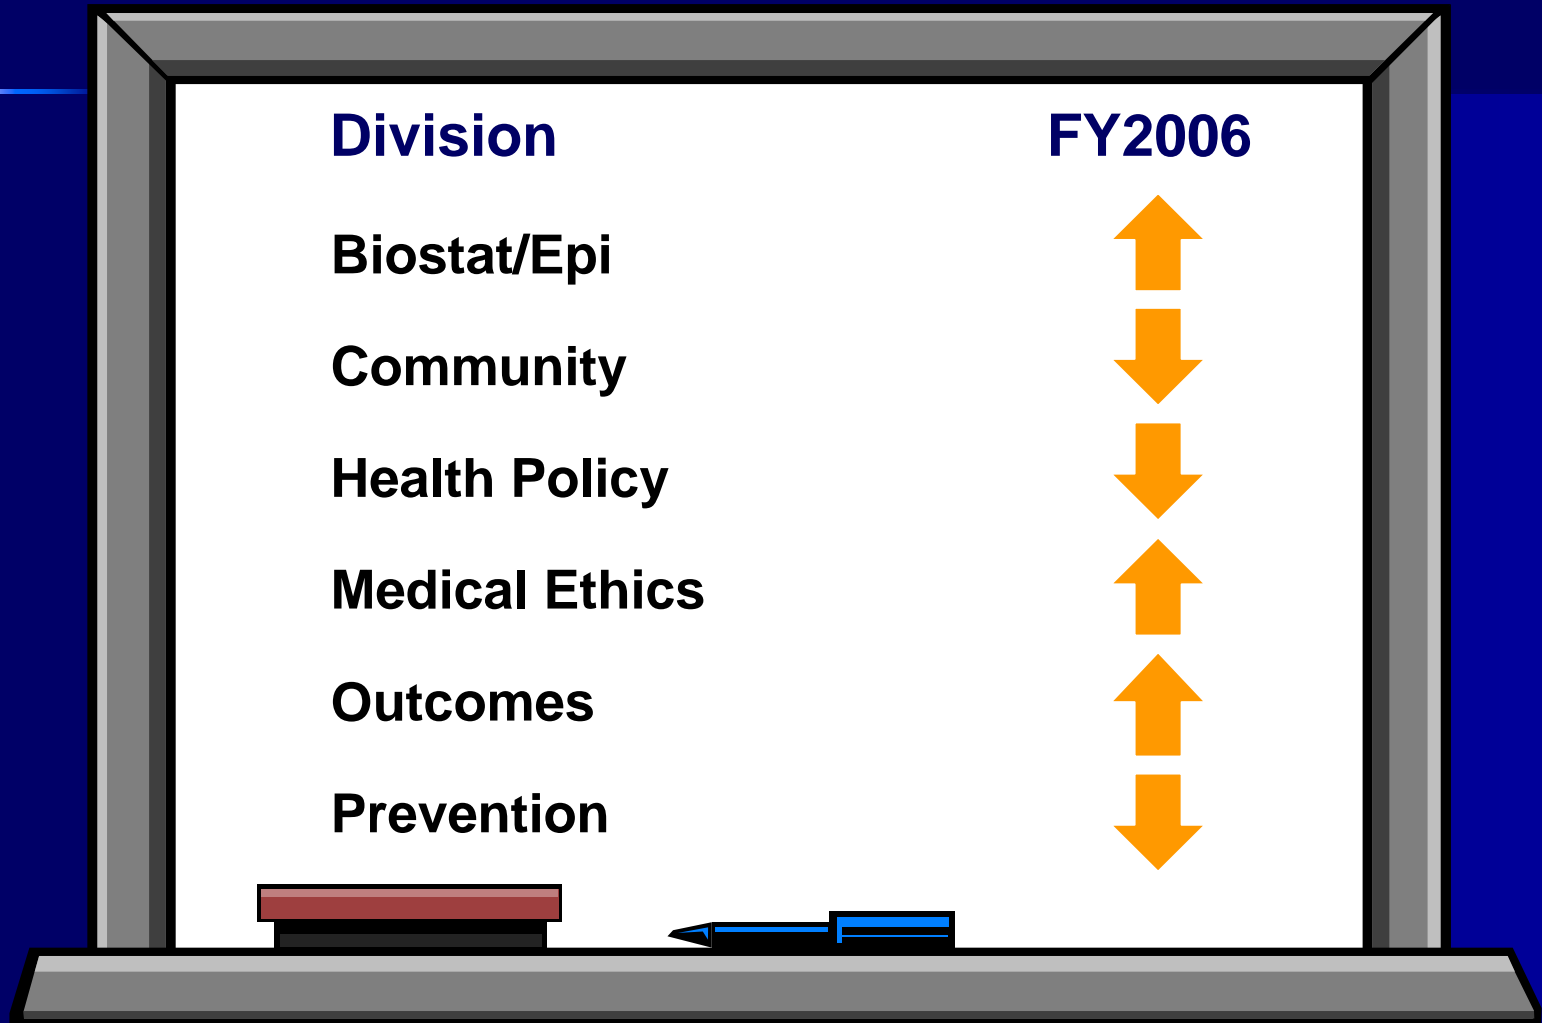 Division FY2006
Biostat/Epi
Community
Health Policy
Medical Ethics
Outcomes
Prevention